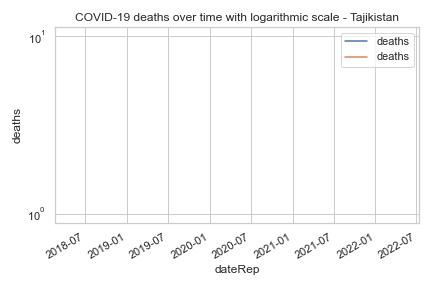 COVID-19 deaths over time with logarithmic scale - Tajikistan
10¹
deaths
deaths
deaths
10⁰
2018-07
2019-01
2019-07
2020-01
2020-07
2021-01
2021-07
2022-01
2022-07
dateRep